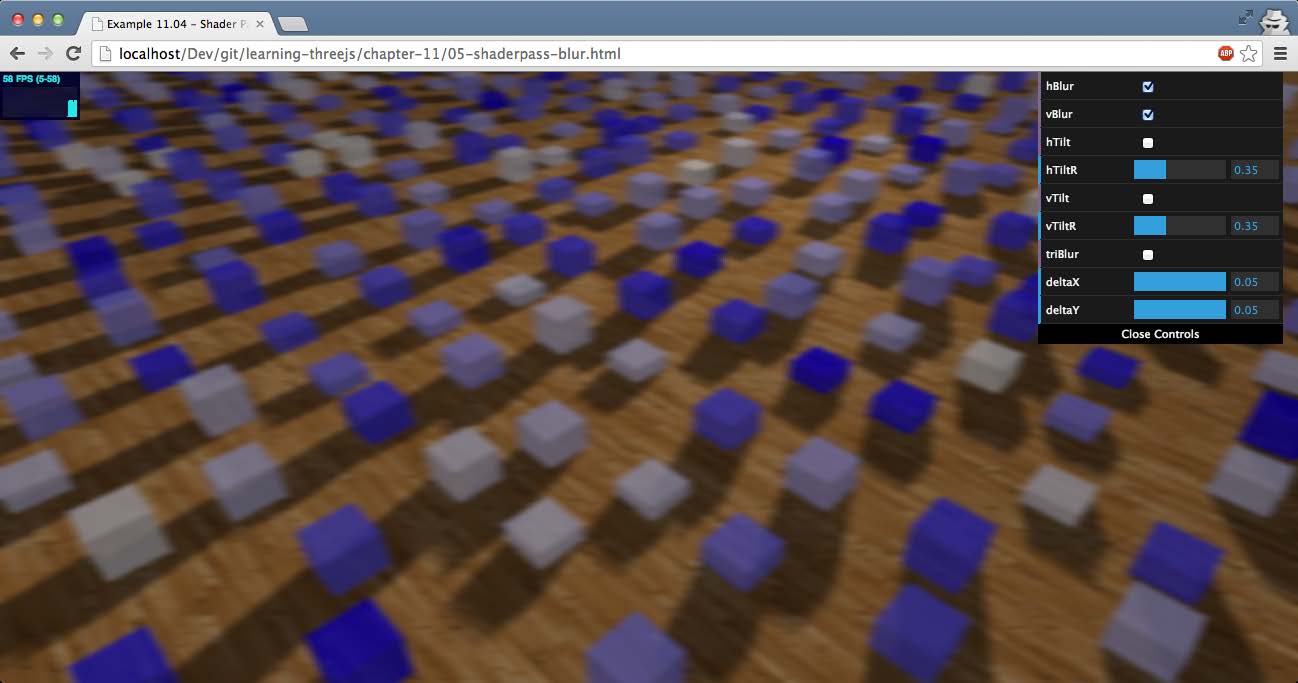 Example 11.04 – Shader P
localhost/Dev/git/learning-threejs/chapter-11/05-shaderpass-blur.html
ABP
58 FPS (5-58)
hBlur
vBlur
hTilt
hTiltR 0.35
vTilt
vTiltR 0.35
triBlur
deltaX 0.05
deltaY 0.05
Close Controls